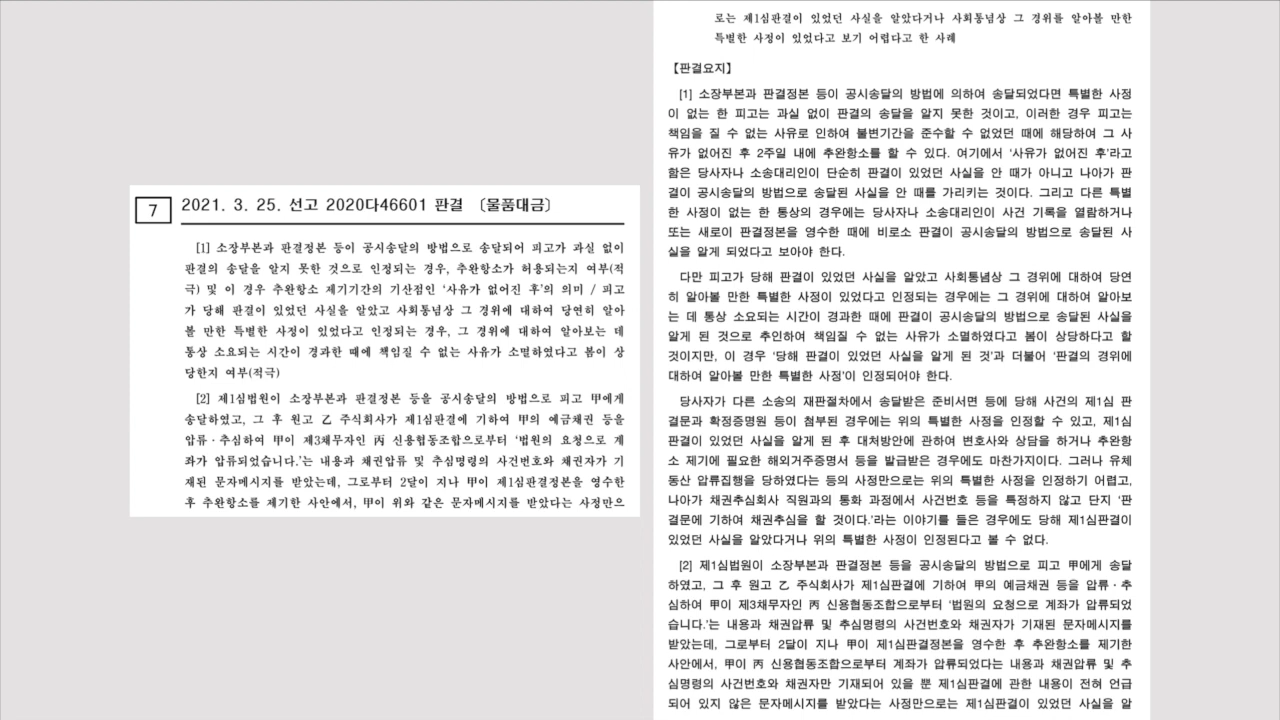 7
2021. 3. 25. 선고 2020다46601 판결 〔물품대금〕
[1] 소장부본과 판결정본 등이 공시송달의 방법으로 송달되어 피고가 과실 없이
판결의 송달을 알지 못한 것으로 인정되는 경우, 추완항소가 허용되는지 여부(적
극) 및 이 경우 추완항소 제기기간의 기산점인 ‘사유가 없어진 후’의 의미 / 피고
가 당해 판결이 있었던 사실을 알았고 사회통념상 그 경위에 대하여 당연히 알아
볼 만한 특별한 사정이 있었다고 인정되는 경우, 그 경위에 대하여 알아보는 데
통상 소요되는 시간이 경과한 때에 책임질 수 없는 사유가 소멸하였다고 봄이 상
당한지 여부(적극)
[2] 제1심법원이 소장부본과 판결정본 등을 공시송달의 방법으로 피고 甲에게
송달하였고, 그 후 원고 乙 주식회사가 제1심판결에 기하여 甲의 예금채권 등을
압류·추심하여 甲이 제3채무자인 丙 신용협동조합으로부터 ‘법원의 요청으로 계
좌가 압류되었습니다.’는 내용과 채권압류 및 추심명령의 사건번호와 채권자가 기
재된 문자메시지를 받았는데, 그로부터 2달이 지나 甲이 제1심판결정본을 영수한
후 추완항소를 제기한 사안에서, 甲이 위와 같은 문자메시지를 받았다는 사정만으
로는 제1심판결이 있었던 사실을 알았다거나 사회통념상 그 경위를 알아볼 만한
특별한 사정이 있었다고 보기 어렵다고 한 사례
【판결요지】
[1] 소장부본과 판결정본 등이 공시송달의 방법에 의하여 송달되었다면 특별한 사정
이 없는 한 피고는 과실 없이 판결의 송달을 알지 못한 것이고, 이러한 경우 피고는
책임을 질 수 없는 사유로 인하여 불변기간을 준수할 수 없었던 때에 해당하여 그 사
유가 없어진 후 2주일 내에 추완항소를 할 수 있다. 여기에서 ‘사유가 없어진 후’라고
함은 당사자나 소송대리인이 단순히 판결이 있었던 사실을 안 때가 아니고 나아가 판
결이 공시송달의 방법으로 송달된 사실을 안 때를 가리키는 것이다. 그리고 다른 특별
한 사정이 없는 한 통상의 경우에는 당사자나 소송대리인이 사건 기록을 열람하거나
또는 새로이 판결정본을 영수한 때에 비로소 판결이 공시송달의 방법으로 송달된 사
실을 알게 되었다고 보아야 한다.
다만 피고가 당해 판결이 있었던 사실을 알았고 사회통념상 그 경위에 대하여 당연
히 알아볼 만한 특별한 사정이 있었다고 인정되는 경우에는 그 경위에 대하여 알아보
는 데 통상 소요되는 시간이 경과한 때에 판결이 공시송달의 방법으로 송달된 사실을
알게 된 것으로 추인하여 책임질 수 없는 사유가 소멸하였다고 봄이 상당하다고 할
것이지만, 이 경우 ‘당해 판결이 있었던 사실을 알게 된 것’과 더불어 ‘판결의 경위에
대하여 알아볼 만한 특별한 사정’이 인정되어야 한다.
당사자가 다른 소송의 재판절차에서 송달받은 준비서면 등에 당해 사건의 제1심 판
결문과 확정증명원 등이 첨부된 경우에는 위의 특별한 사정을 인정할 수 있고, 제1심
판결이 있었던 사실을 알게 된 후 대처방안에 관하여 변호사와 상담을 하거나 추완항
소 제기에 필요한 해외거주증명서 등을 발급받은 경우에도 마찬가지이다. 그러나 유체
동산 압류집행을 당하였다는 등의 사정만으로는 위의 특별한 사정을 인정하기 어렵고,
나아가 채권추심회사 직원과의 통화 과정에서 사건번호 등을 특정하지 않고 단지 ‘판
결문에 기하여 채권추심을 할 것이다.’라는 이야기를 들은 경우에도 당해 제1심판결이
있었던 사실을 알았다거나 위의 특별한 사정이 인정된다고 볼 수 없다.
[2] 제1심법원이 소장부본과 판결정본 등을 공시송달의 방법으로 피고 甲에게 송달
하였고, 그 후 원고 乙 주식회사가 제1심판결에 기하여 甲의 예금채권 등을 압류·추
심하여 甲이 제3채무자인 丙 신용협동조합으로부터 ‘법원의 요청으로 계좌가 압류되었
습니다.’는 내용과 채권압류 및 추심명령의 사건번호와 채권자가 기재된 문자메시지를
받았는데, 그로부터 2달이 지나 甲이 제1심판결정본을 영수한 후 추완항소를 제기한
사안에서, 甲이 丙 신용협동조합으로부터 계좌가 압류되었다는 내용과 채권압류 및 추
심명령의 사건번호와 채권자만 기재되어 있을 뿐 제1심판결에 관한 내용이 전혀 언급
되어 있지 않은 문자메시지를 받았다는 사정만으로는 제1심판결이 있었던 사실을 알